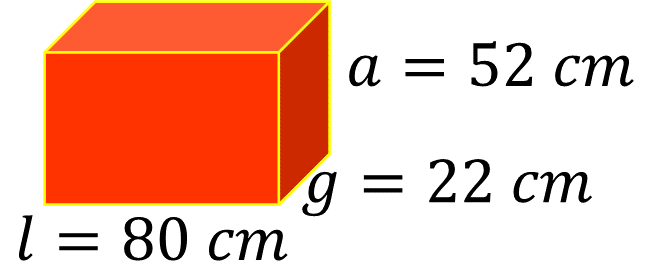 a = 52 cm
g = 22 cm
l = 80 cm